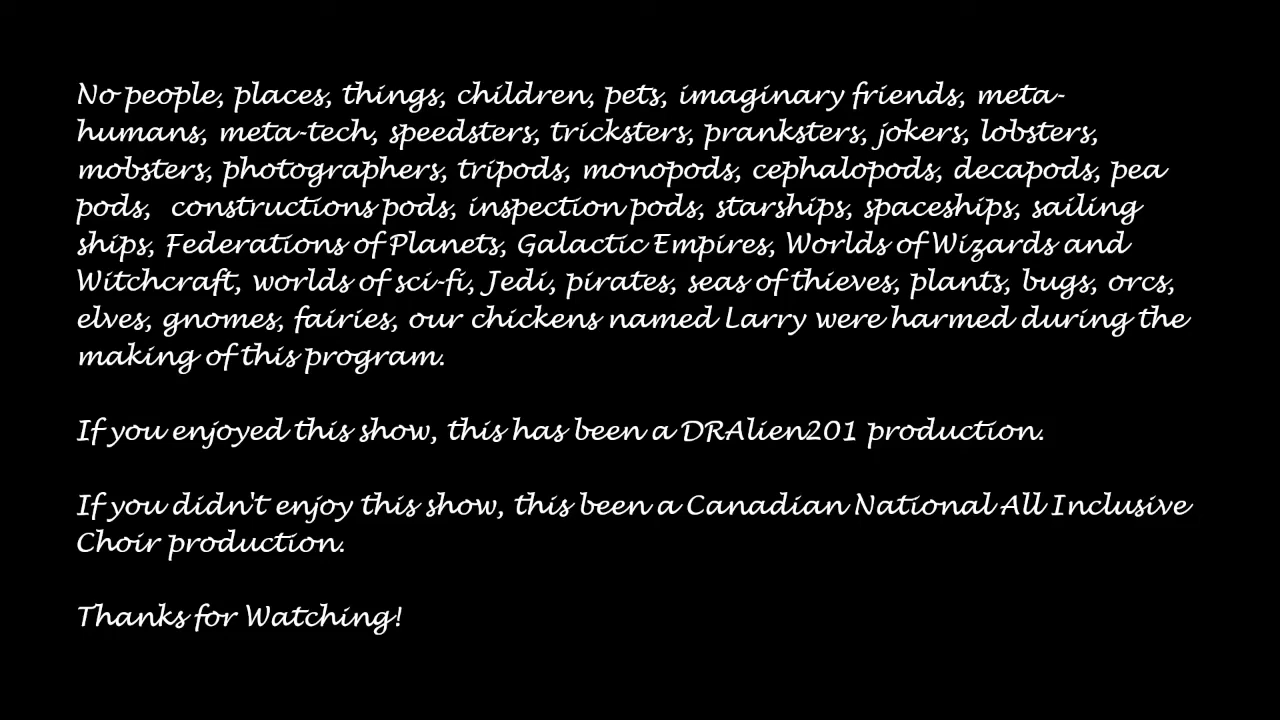 No people, places, things, children, pets, imaginary friends, meta-
humans, meta-tech, speedsters, tricksters, pranksters, jokers, lobsters,
mobsters, photographers, tripods, monopods, cephalopods, decapods, pea
pods,  constructions pods, inspection pods, starships, spaceships, sailing
ships, Federations of Planets, Galactic Empires, Worlds of Wizards and
Witchcraft, worlds of sci-fi, Jedi, pirates, seas of thieves, plants, bugs, orcs,
elves, gnomes, fairies, our chickens named Larry were harmed during the
making of this program.
If you enjoyed this show, this has been a DRAlien201 production.
If you didn't enjoy this show, this been a Canadian National All Inclusive
Choir production.
Thanks for Watching!